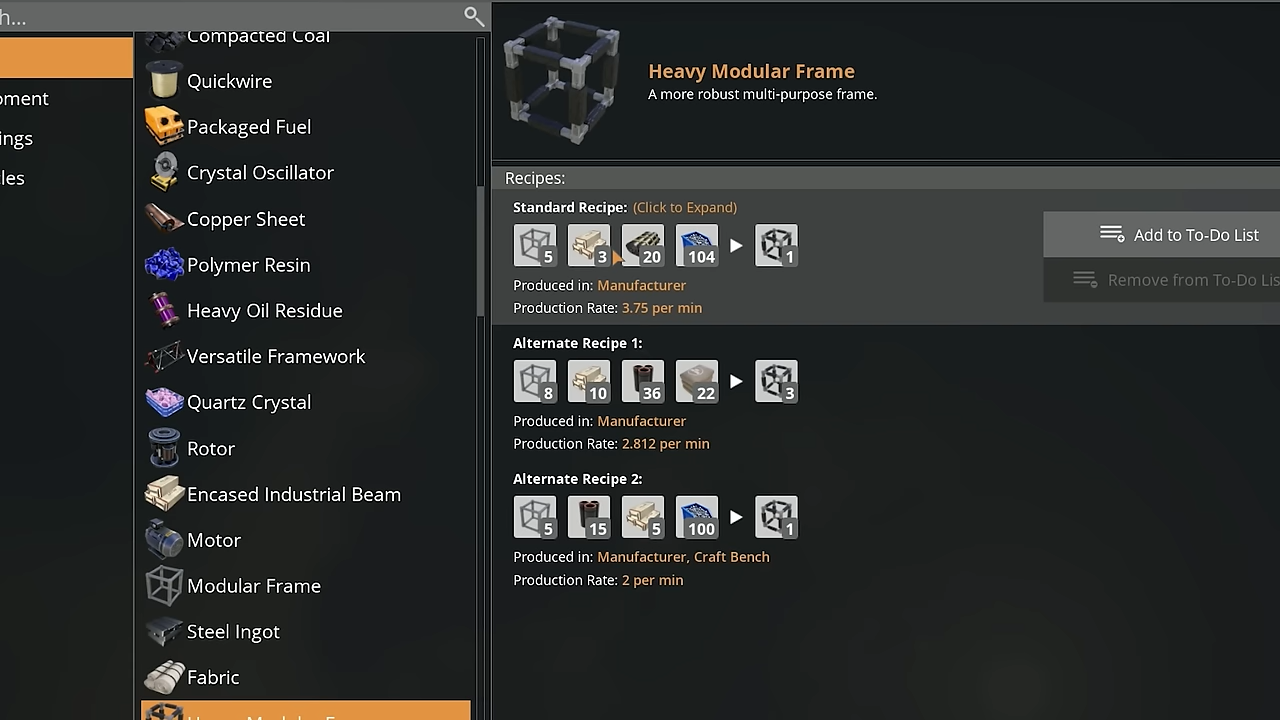 h...
pment
ings
les
Compacted Coal
Quickwire
Packaged Fuel
Crystal Oscillator
Copper Sheet
Polymer Resin
Heavy Oil Residue
Versatile Framework
Quartz Crystal
Rotor
Encased Industrial Beam
Motor
Modular Frame
Steel Ingot
Fabric
Heavy Modular Frame
A more robust multi-purpose frame.
Recipes:
Standard Recipe: (Click to Expand)
5 3 20 104 1
Produced in: Manufacturer
Production Rate: 3.75 per min
Add to To-Do List
Remove from To-Do Lis
Alternate Recipe 1:
8 10 36 22 3
Produced in: Manufacturer
Production Rate: 2.812 per min
Alternate Recipe 2:
5 15 5 100 1
Produced in: Manufacturer, Craft Bench
Production Rate: 2 per min